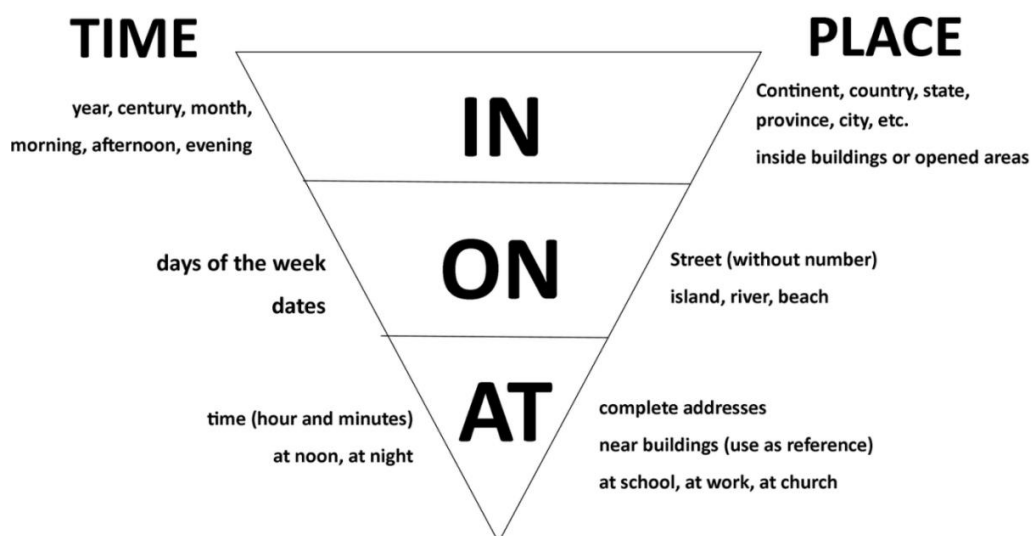 TIME
PLACE
year, century, month,
morning, afternoon, evening
IN
Continent, country, state,
province, city, etc.
inside buildings or opened areas
days of the week
dates
ON
Street (without number)
island, river, beach
time (hour and minutes)
at noon, at night
AT
complete addresses
near buildings (use as reference)
at school, at work, at church